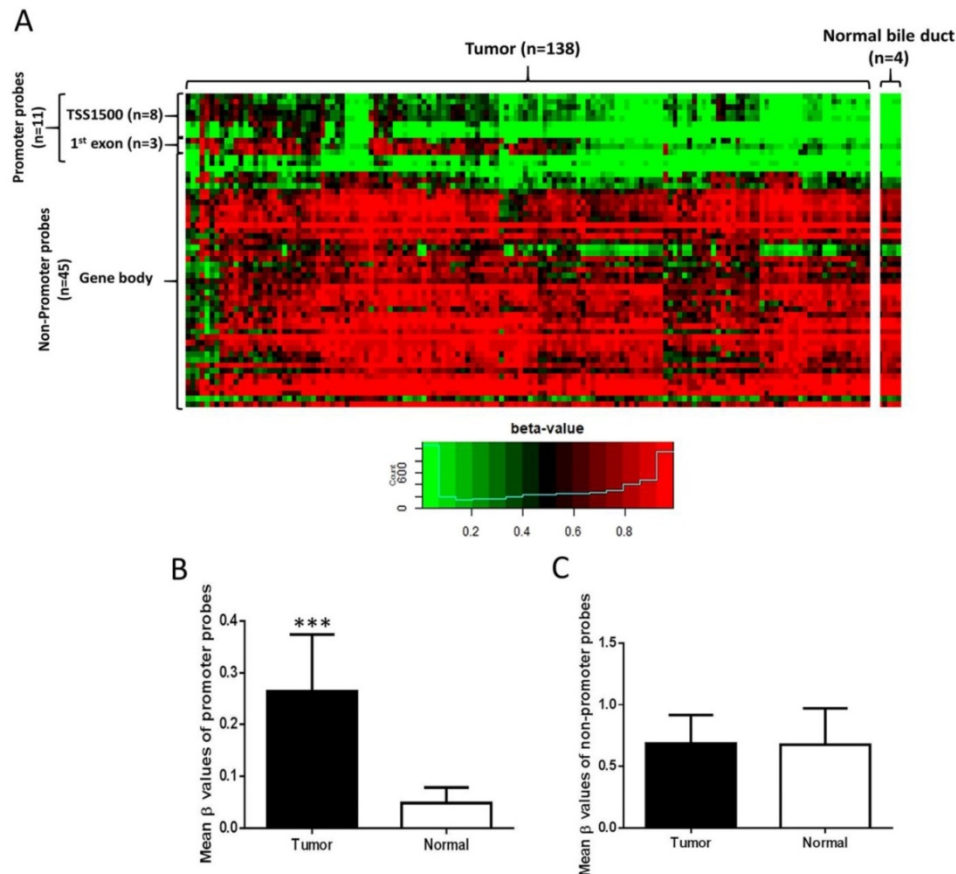 A
Tumor (n=138)
Normal bile duct
(n=4)
Promoter probes
(n=11)
TSS1500 (n=8)
1st exon (n=3)
Non-Promoter probes
(n=45)
Gene body
beta-value
Count
0 600
0.2 0.4 0.6 0.8
B
Mean β values of promoter probes
0.4
0.3
0.2
0.1
0.0
***
Tumor Normal
C
Mean β values of non-promoter probes
1.5
1.0
0.5
0.0
Tumor Normal